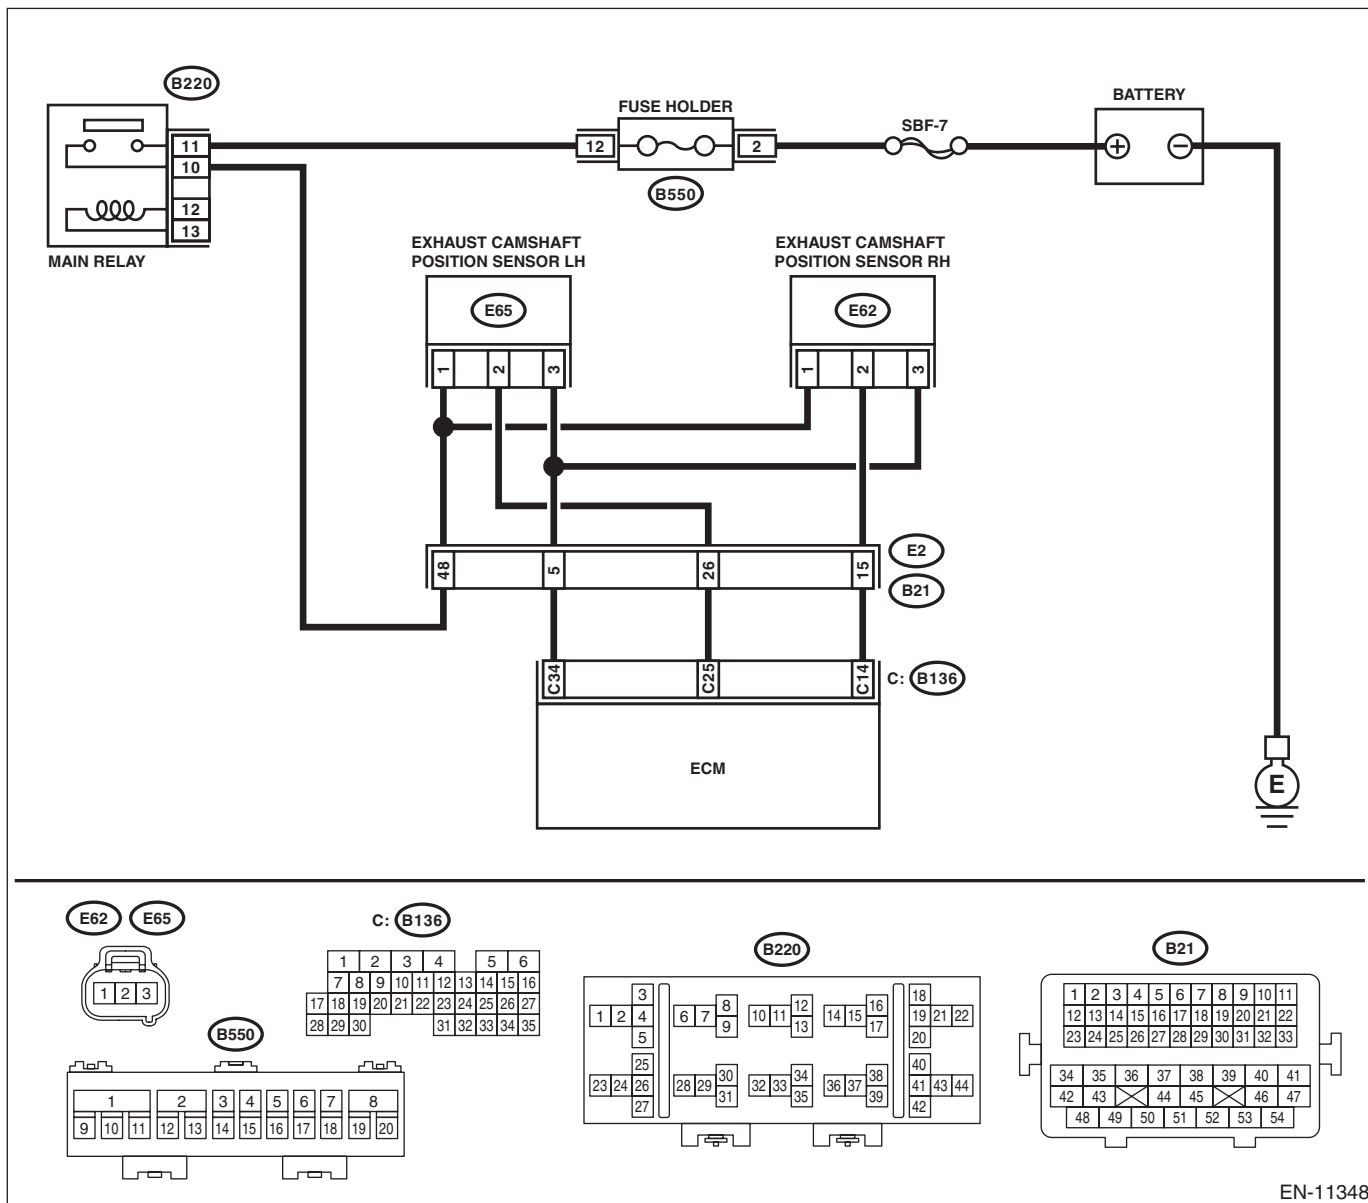 B220
FUSE HOLDER
BATTERY
SBF-7
11
12
2
10
12
13
B550
MAIN RELAY
EXHAUST CAMSHAFT
POSITION SENSOR LH
EXHAUST CAMSHAFT
POSITION SENSOR RH
E65
E62
1 2 3
1 2 3
48 5 26 15
E2
B21
C34 C25 C14
C: B136
ECM
E
E62 E65
1 2 3
C: B136
1 2 3 4 5 6
7 8 9 10 11 12 13 14 15 16
17 18 19 20 21 22 23 24 25 26 27
28 29 30 31 32 33 34 35
B550
1 2 3 4 5 6 7 8
9 10 11 12 13 14 15 16 17 18 19 20
B220
3 8 12 16 18
1 2 4 6 7 10 11 14 15 19 21 22
9 13 17
5 20
25 30 34 38 40
23 24 26 28 29 32 33 36 37 41 43 44
31 35 39
27 42
B21
1 2 3 4 5 6 7 8 9 10 11
12 13 14 15 16 17 18 19 20 21 22
23 24 25 26 27 28 29 30 31 32 33
34 35 36 37 38 39 40 41
42 43 44 45 46 47
48 49 50 51 52 53 54
EN-11348